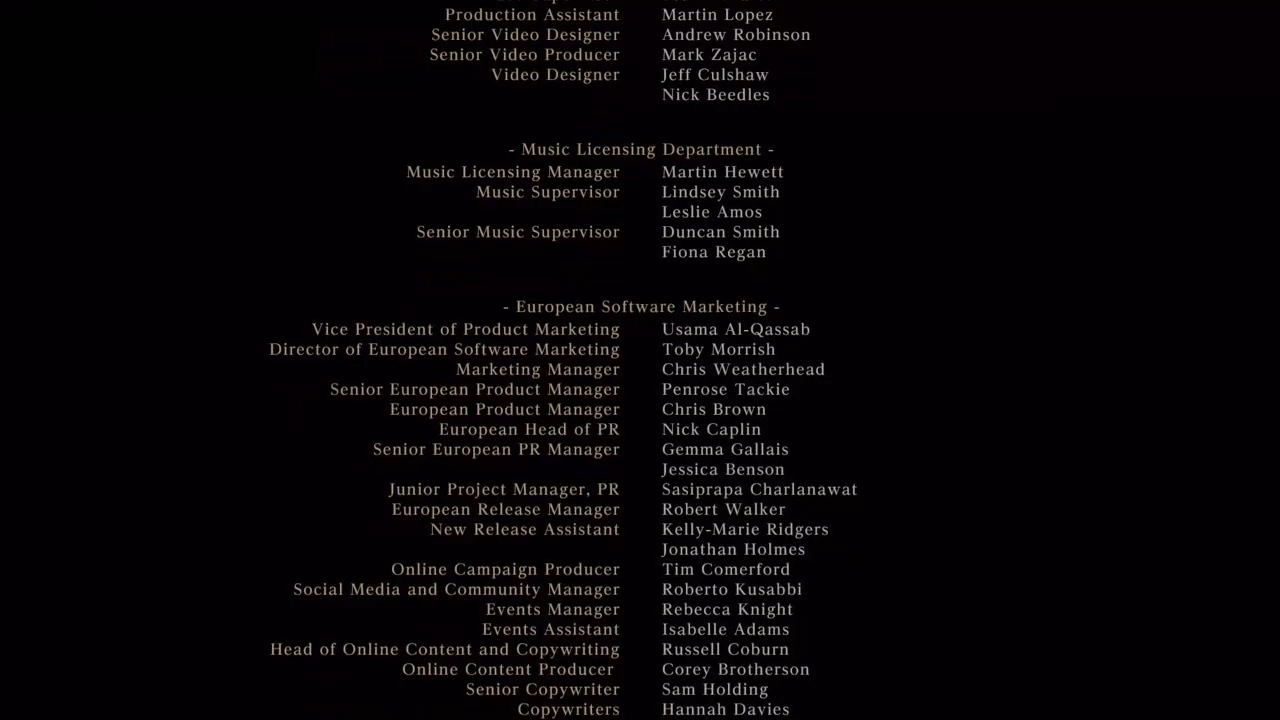 Production Assistant Martin Lopez
Senior Video Designer Andrew Robinson
Senior Video Producer Mark Zajac
Video Designer Jeff Culshaw
Nick Beedles
- Music Licensing Department -
Music Licensing Manager Martin Hewett
Music Supervisor Lindsey Smith
Leslie Amos
Senior Music Supervisor Duncan Smith
Fiona Regan
- European Software Marketing -
Vice President of Product Marketing Usama Al-Qassab
Director of European Software Marketing Toby Morrish
Marketing Manager Chris Weatherhead
Senior European Product Manager Penrose Tackie
European Product Manager Chris Brown
European Head of PR Nick Caplin
Senior European PR Manager Gemma Gallais
Jessica Benson
Junior Project Manager, PR Sasiprapa Charlanawat
European Release Manager Robert Walker
New Release Assistant Kelly-Marie Ridgers
Jonathan Holmes
Online Campaign Producer Tim Comerford
Social Media and Community Manager Roberto Kusabbi
Events Manager Rebecca Knight
Events Assistant Isabelle Adams
Head of Online Content and Copywriting Russell Coburn
Online Content Producer Corey Brotherson
Senior Copywriter Sam Holding
Copywriters Hannah Davies